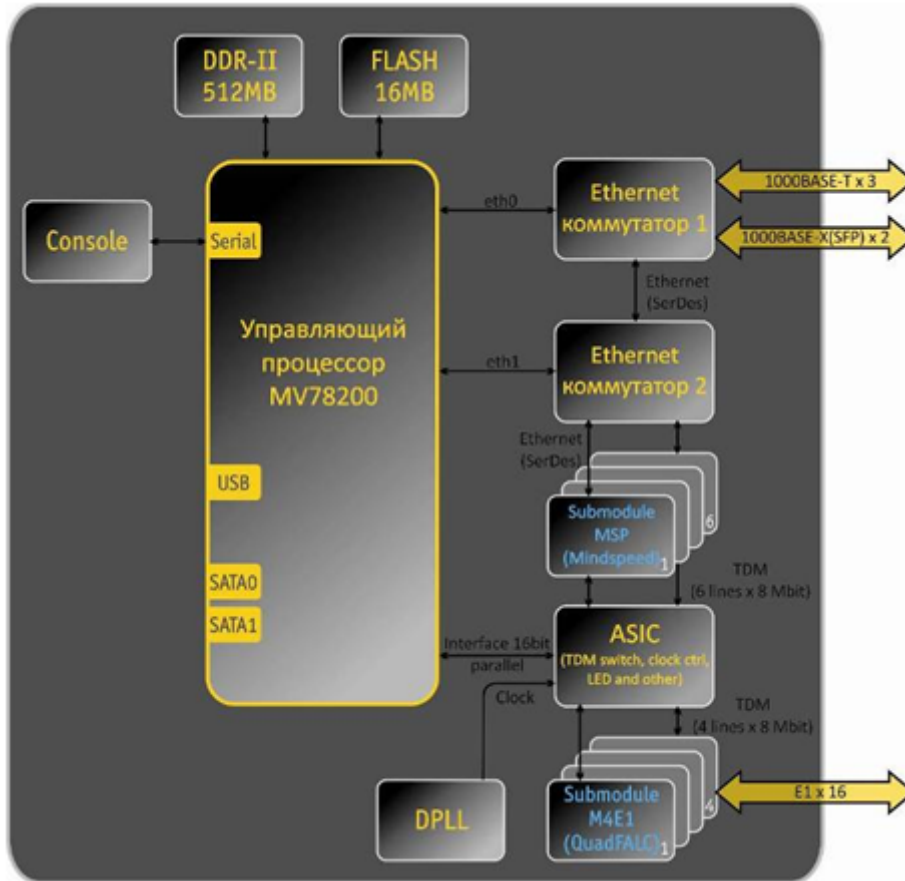 DDR-II
512MB
FLASH
16MB
Console
Serial
Управляющий
процессор
MV78200
USB
SATA0
SATA1
eth0
Ethernet
коммутатор 1
1000BASE-T x 3
1000BASE-X(SFP) x 2
Ethernet
(SerDes)
eth1
Ethernet
коммутатор 2
Ethernet
(SerDes)
Submodule
MSP
(Mindspeed)
1
6
TDM
(6 lines x 8 Mbit)
Interface 16bit
parallel
ASIC
(TDM switch, clock ctrl,
LED and other)
Clock
TDM
(4 lines x 8 Mbit)
DPLL
Submodule
M4E1
(QuadFALC)
1
4
E1 x 16